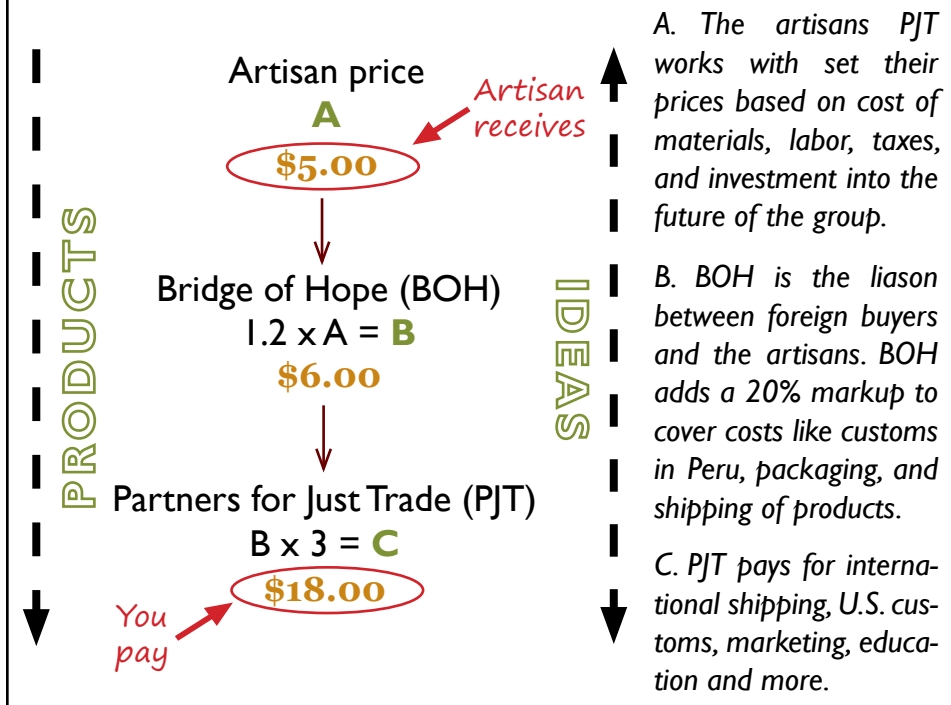 Artisan price
A
$5.00
Artisan
receives
Bridge of Hope (BOH)
1.2 x A = B
$6.00
Partners for Just Trade (PJT)
B x 3 = C
$18.00
You
pay
PRODUCTS
IDEAS
A. The artisans PJT
works with set their
prices based on cost of
materials, labor, taxes,
and investment into the
future of the group.
B. BOH is the liason
between foreign buyers
and the artisans. BOH
adds a 20% markup to
cover costs like customs
in Peru, packaging, and
shipping of products.
C. PJT pays for interna-
tional shipping, U.S. cus-
toms, marketing, educa-
tion and more.